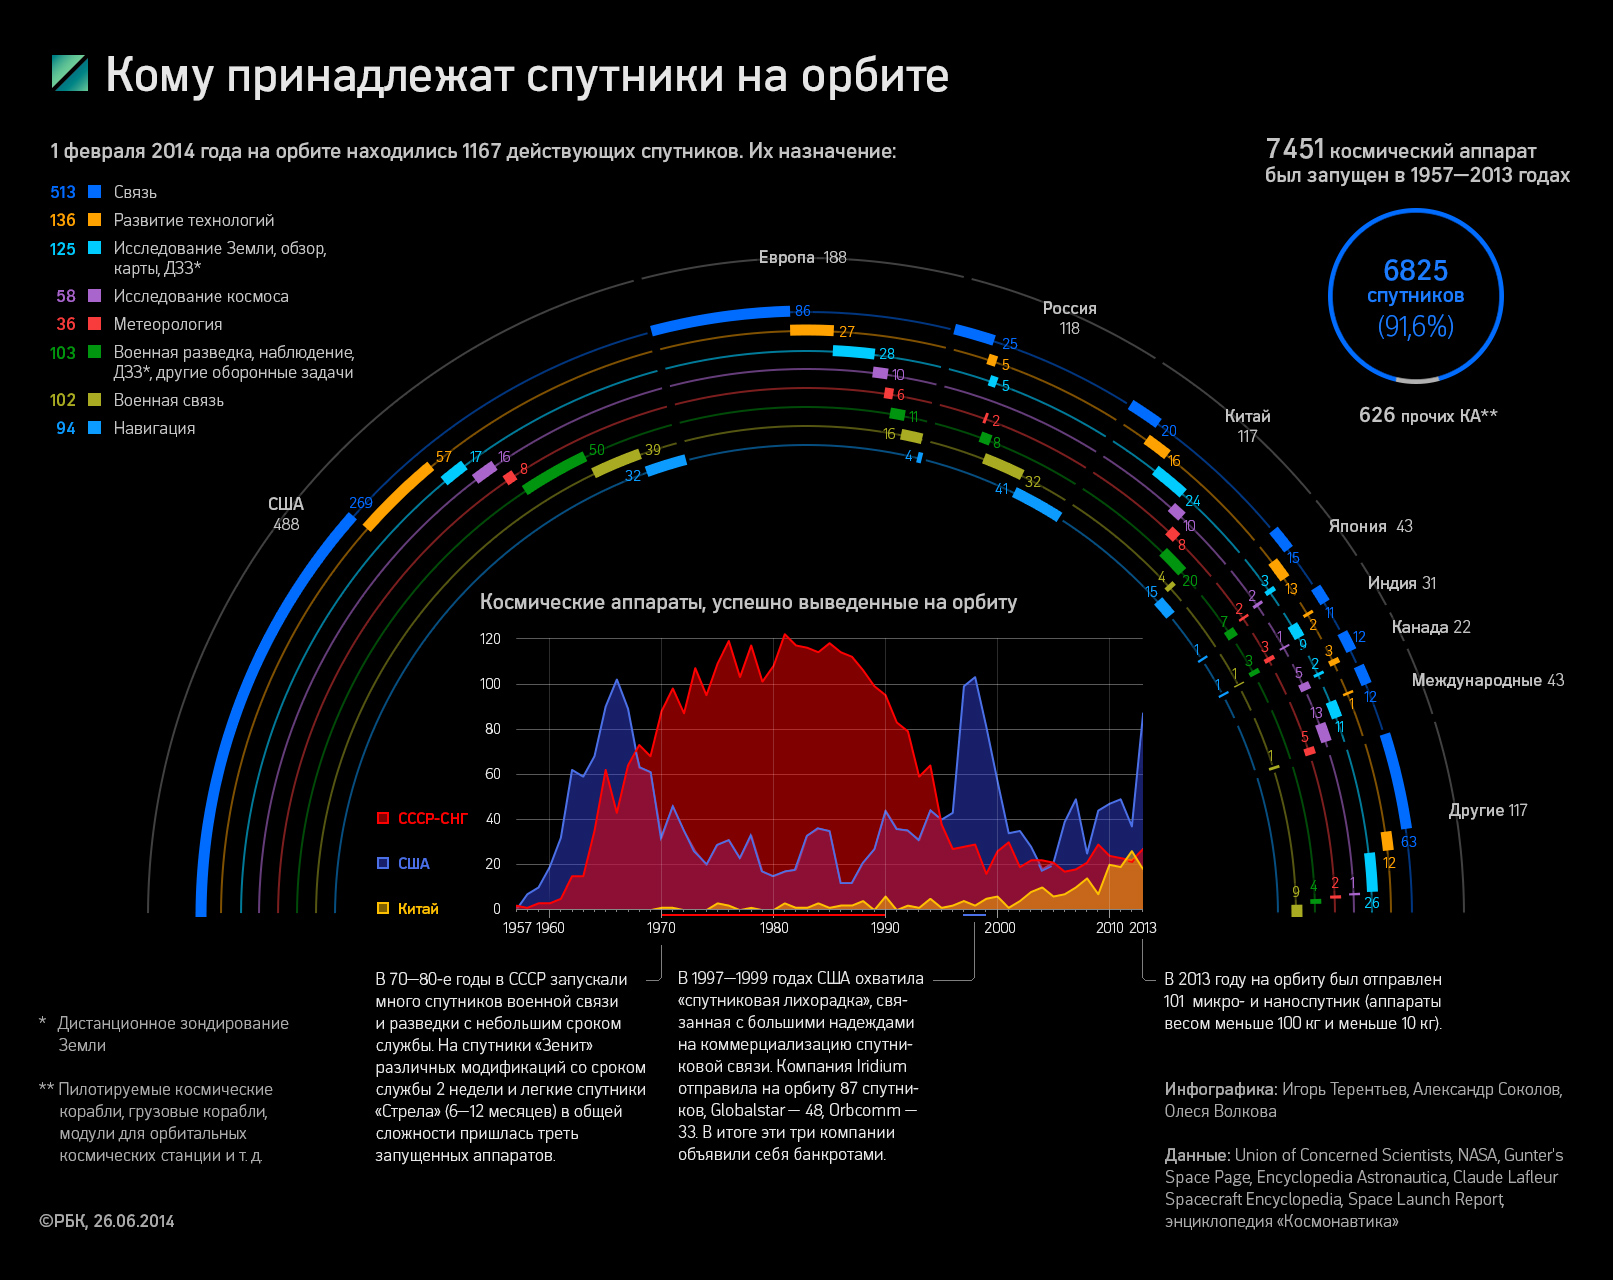 Кому принадлежат спутники на орбите
1 февраля 2014 года на орбите находились 1167 действующих спутников. Их назначение:
513 Связь
136 Развитие технологий
125 Исследование Земли, обзор,
карты, ДЗЗ*
58 Исследование космоса
36 Метеорология
103 Военная разведка, наблюдение,
ДЗЗ*, другие оборонные задачи
102 Военная связь
94 Навигация
7451 космический аппарат
был запущен в 1957—2013 годах
6825
спутников
(91,6%)
626 прочих КА**
США
488
269
57
17
16
8
50
39
32
Европа 188
86
27
28
10
6
11
16
4
Россия
118
25
5
5
2
8
32
41
Китай
117
20
16
24
10
8
20
4
15
Япония 43
15
13
3
2
2
7
1
Индия 31
11
2
9
1
3
3
1
1
Канада 22
12
3
2
5
Международные 43
12
1
11
13
5
1
Другие 117
63
12
26
1
2
4
9
Космические аппараты, успешно выведенные на орбиту
120
100
80
60
40
20
0
СССР-СНГ
США
Китай
1957 1960 1970 1980 1990 2000 2010 2013
В 70—80-е годы в СССР запускали
много спутников военной связи
и разведки с небольшим сроком
службы. На спутники «Зенит»
различных модификаций со сроком
службы 2 недели и легкие спутники
«Стрела» (6—12 месяцев) в общей
сложности пришлась треть
запущенных аппаратов.
В 1997—1999 годах США охватила
«спутниковая лихорадка», свя-
занная с большими надеждами
на коммерциализацию спутни-
ковой связи. Компания Iridium
отправила на орбиту 87 спутни-
ков, Globalstar — 48, Orbcomm —
33. В итоге эти три компании
объявили себя банкротами.
В 2013 году на орбиту был отправлен
101 микро- и наноспутник (аппараты
весом меньше 100 кг и меньше 10 кг).
* Дистанционное зондирование
Земли
** Пилотируемые космические
корабли, грузовые корабли,
модули для орбитальных
космических станции и т. д.
Инфографика: Игорь Терентьев, Александр Соколов,
Олеся Волкова
Данные: Union of Concerned Scientists, NASA, Gunter's
Space Page, Encyclopedia Astronautica, Claude Lafleur
Spacecraft Encyclopedia, Space Launch Report,
энциклопедия «Космонавтика»
©РБК, 26.06.2014